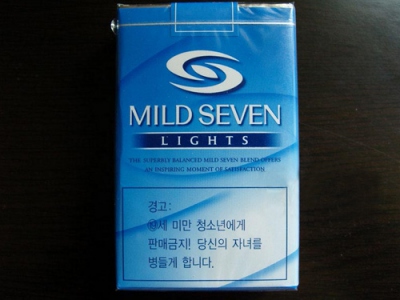 MILD SEVEN
LIGHTS
THE SUPERBLY BALANCED MILD SEVEN BLEND OFFERS
AN INSPIRING MOMENT OF SATISFACTION
경고:
⑲세 미만 청소년에게
판매금지! 당신의 자녀를
병들게 합니다.